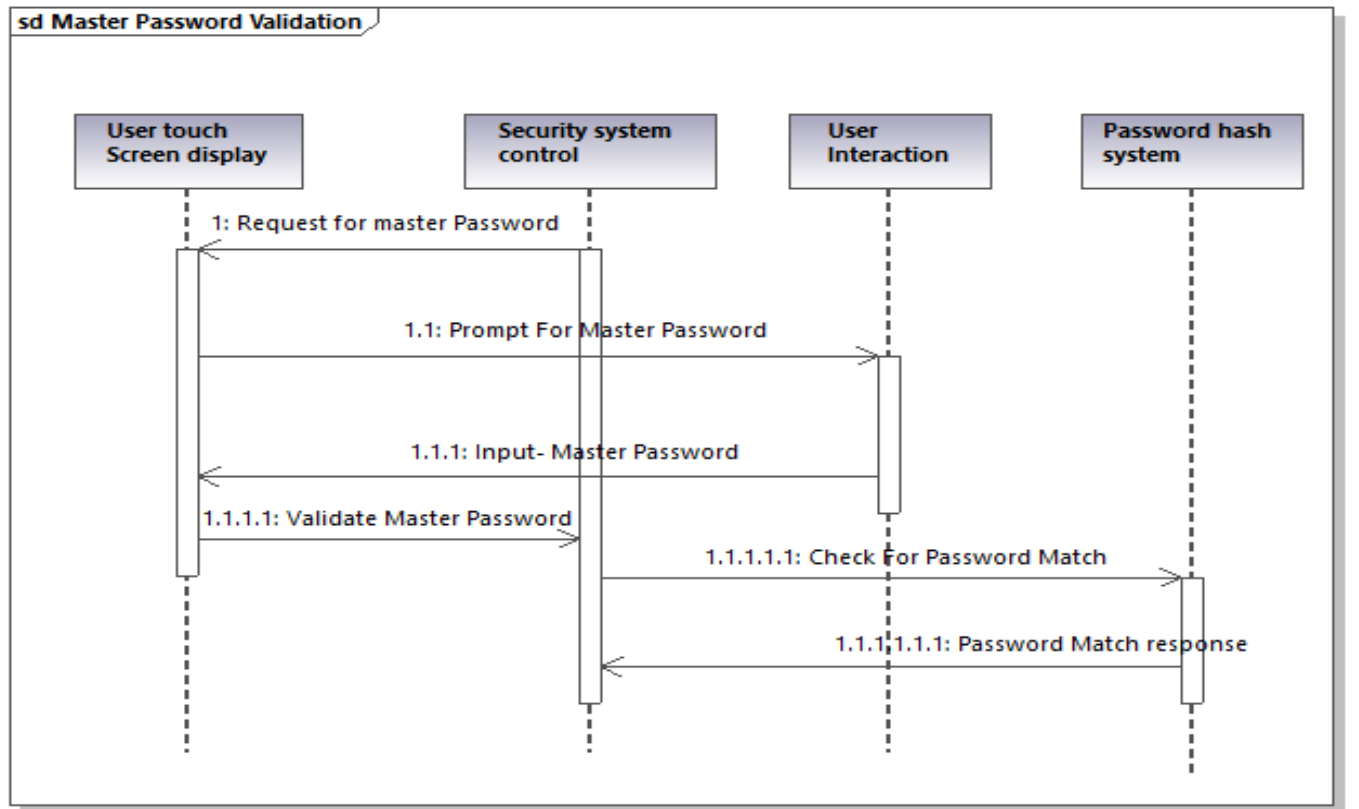 sd Master Password Validation
User touch
Screen display
Security system
control
User
Interaction
Password hash
system
1: Request for master Password
1.1: Prompt For Master Password
1.1.1: Input- Master Password
1.1.1.1: Validate Master Password
1.1.1.1.1: Check For Password Match
1.1.1.1.1.1: Password Match response